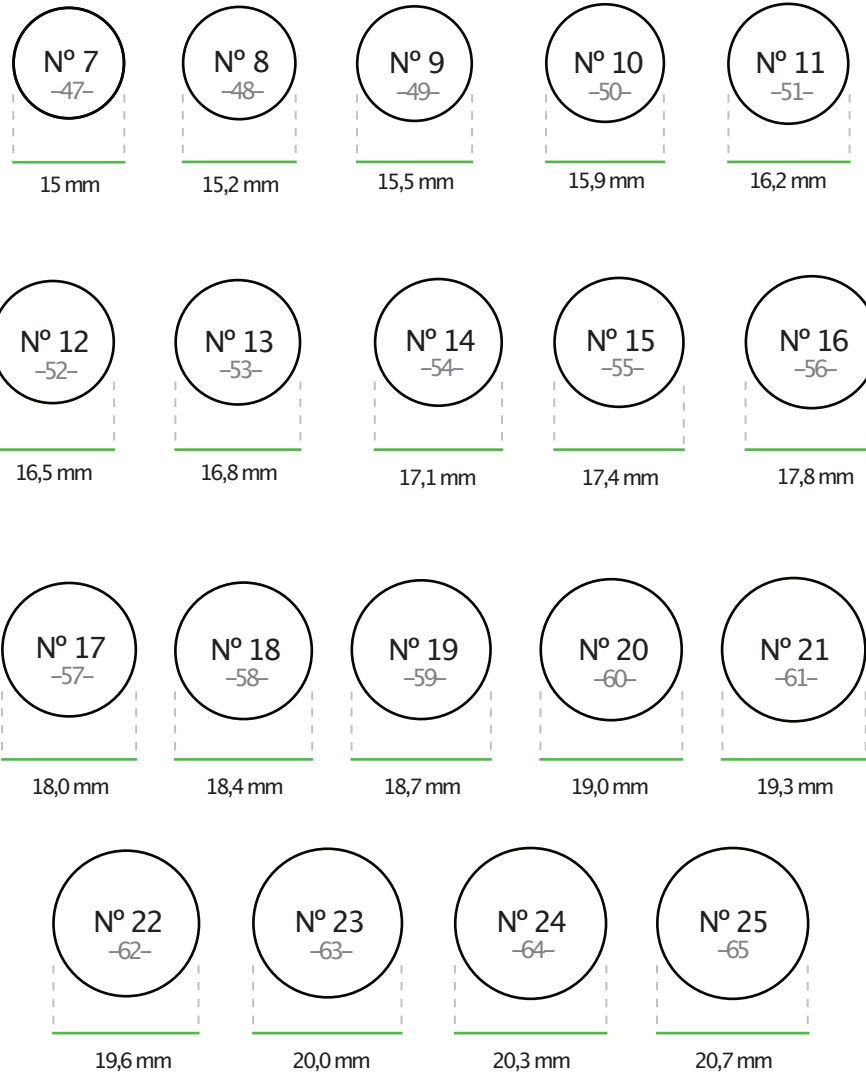 Nº 7
–47–
15 mm
Nº 8
–48–
15,2 mm
Nº 9
–49–
15,5 mm
Nº 10
–50–
15,9 mm
Nº 11
–51–
16,2 mm
Nº 12
–52–
16,5 mm
Nº 13
–53–
16,8 mm
Nº 14
–54–
17,1 mm
Nº 15
–55–
17,4 mm
Nº 16
–56–
17,8 mm
Nº 17
–57–
18,0 mm
Nº 18
–58–
18,4 mm
Nº 19
–59–
18,7 mm
Nº 20
–60–
19,0 mm
Nº 21
–61–
19,3 mm
Nº 22
–62–
19,6 mm
Nº 23
–63–
20,0 mm
Nº 24
–64–
20,3 mm
Nº 25
–65
20,7 mm